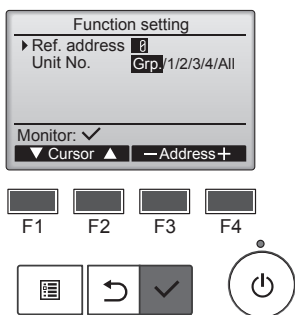 Function setting
▶Ref. address 0
Unit No. Grp./1/2/3/4/All
Monitor: ✓
▼ Cursor ▲ −Address+
F1 F2 F3 F4